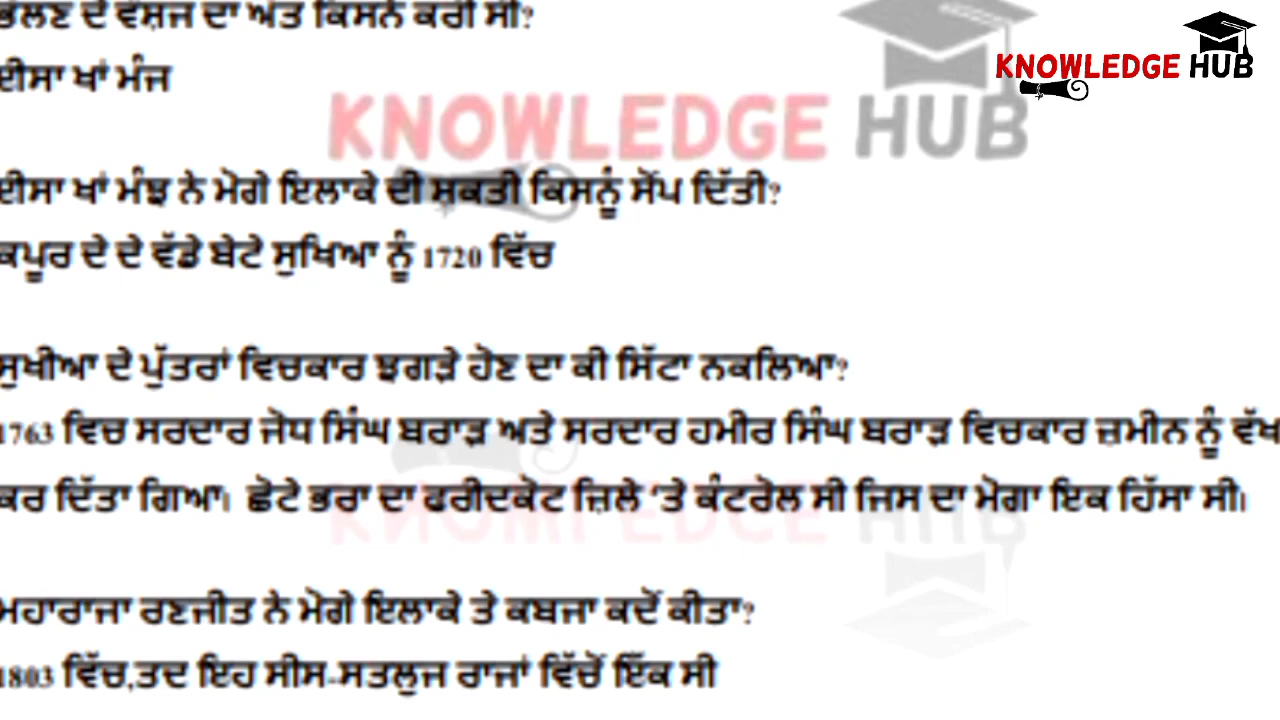 ਭੁੱਲਣ ਦੇ ਵੰਸ਼ਜ ਦਾ ਅੰਤ ਕਿਸਨੇ ਕਰੀ ਸੀ?
KNOWLEDGE HUB
ਈਸਾ ਖਾਂ ਮੰਜ
KNOWLEDGE HUB
ਈਸਾ ਖਾਂ ਮੰਝ ਨੇ ਮੋਗੇ ਇਲਾਕੇ ਦੀ ਸ਼ਕਤੀ ਕਿਸਨੂੰ ਸੌਂਪ ਦਿੱਤੀ?
ਕਪੂਰ ਦੇ ਦੇ ਵੱਡੇ ਬੇਟੇ ਸੁਖਿਆ ਨੂੰ 1720 ਵਿੱਚ
ਸੁਖੀਆ ਦੇ ਪੁੱਤਰਾਂ ਵਿਚਕਾਰ ਝਗੜੇ ਹੋਣ ਦਾ ਕੀ ਸਿੱਟਾ ਨਕਲਿਆ?
1763 ਵਿਚ ਸਰਦਾਰ ਜੋਧ ਸਿੰਘ ਬਰਾੜ ਅਤੇ ਸਰਦਾਰ ਹਮੀਰ ਸਿੰਘ ਬਰਾੜ ਵਿਚਕਾਰ ਜ਼ਮੀਨ ਨੂੰ ਵੱਖ
ਕਰ ਦਿੱਤਾ ਗਿਆ। ਛੋਟੇ ਭਰਾ ਦਾ ਫਰੀਦਕੋਟ ਜ਼ਿਲੇ ‘ਤੇ ਕੰਟਰੋਲ ਸੀ ਜਿਸ ਦਾ ਮੋਗਾ ਇਕ ਹਿੱਸਾ ਸੀ।
ਮਹਾਰਾਜਾ ਰਣਜੀਤ ਨੇ ਮੋਗੇ ਇਲਾਕੇ ਤੇ ਕਬਜਾ ਕਦੋਂ ਕੀਤਾ?
1803 ਵਿੱਚ,ਤਦ ਇਹ ਸੀਸ-ਸਤਲੁਜ ਰਾਜਾਂ ਵਿੱਚੋਂ ਇੱਕ ਸੀ